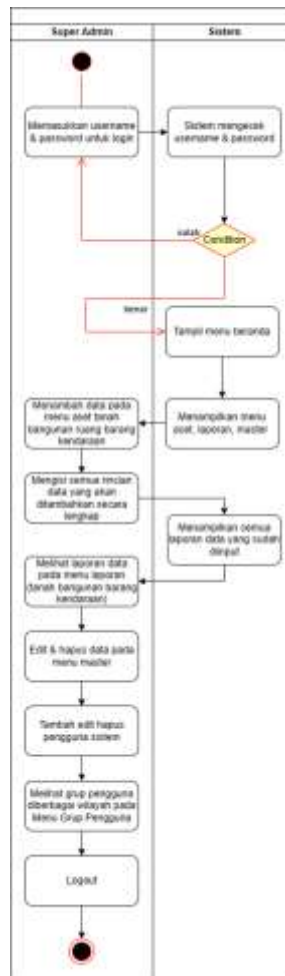 Super Admin
Sistem
Memasukkan username
& password untuk login
Sistem mengecek
username & password
salah
Condition
benar
Tampil menu beranda
Menambah data pada
menu aset tanah
bangunan ruang barang
kendaraan
Menampilkan menu
aset, laporan, master
Mengisi semua rincian
data yang akan
ditambahkan secara
lengkap
Menampilkan semua
laporan data yang sudah
diinput
Melihat laporan data
pada menu laporan
(tanah bangunan barang
kendaraan)
Edit & hapus data pada
menu master
Tambah edit hapus
pengguna sistem
Melihat grup pengguna
diberbagai wilayah pada
Menu Grup Pengguna
Logout